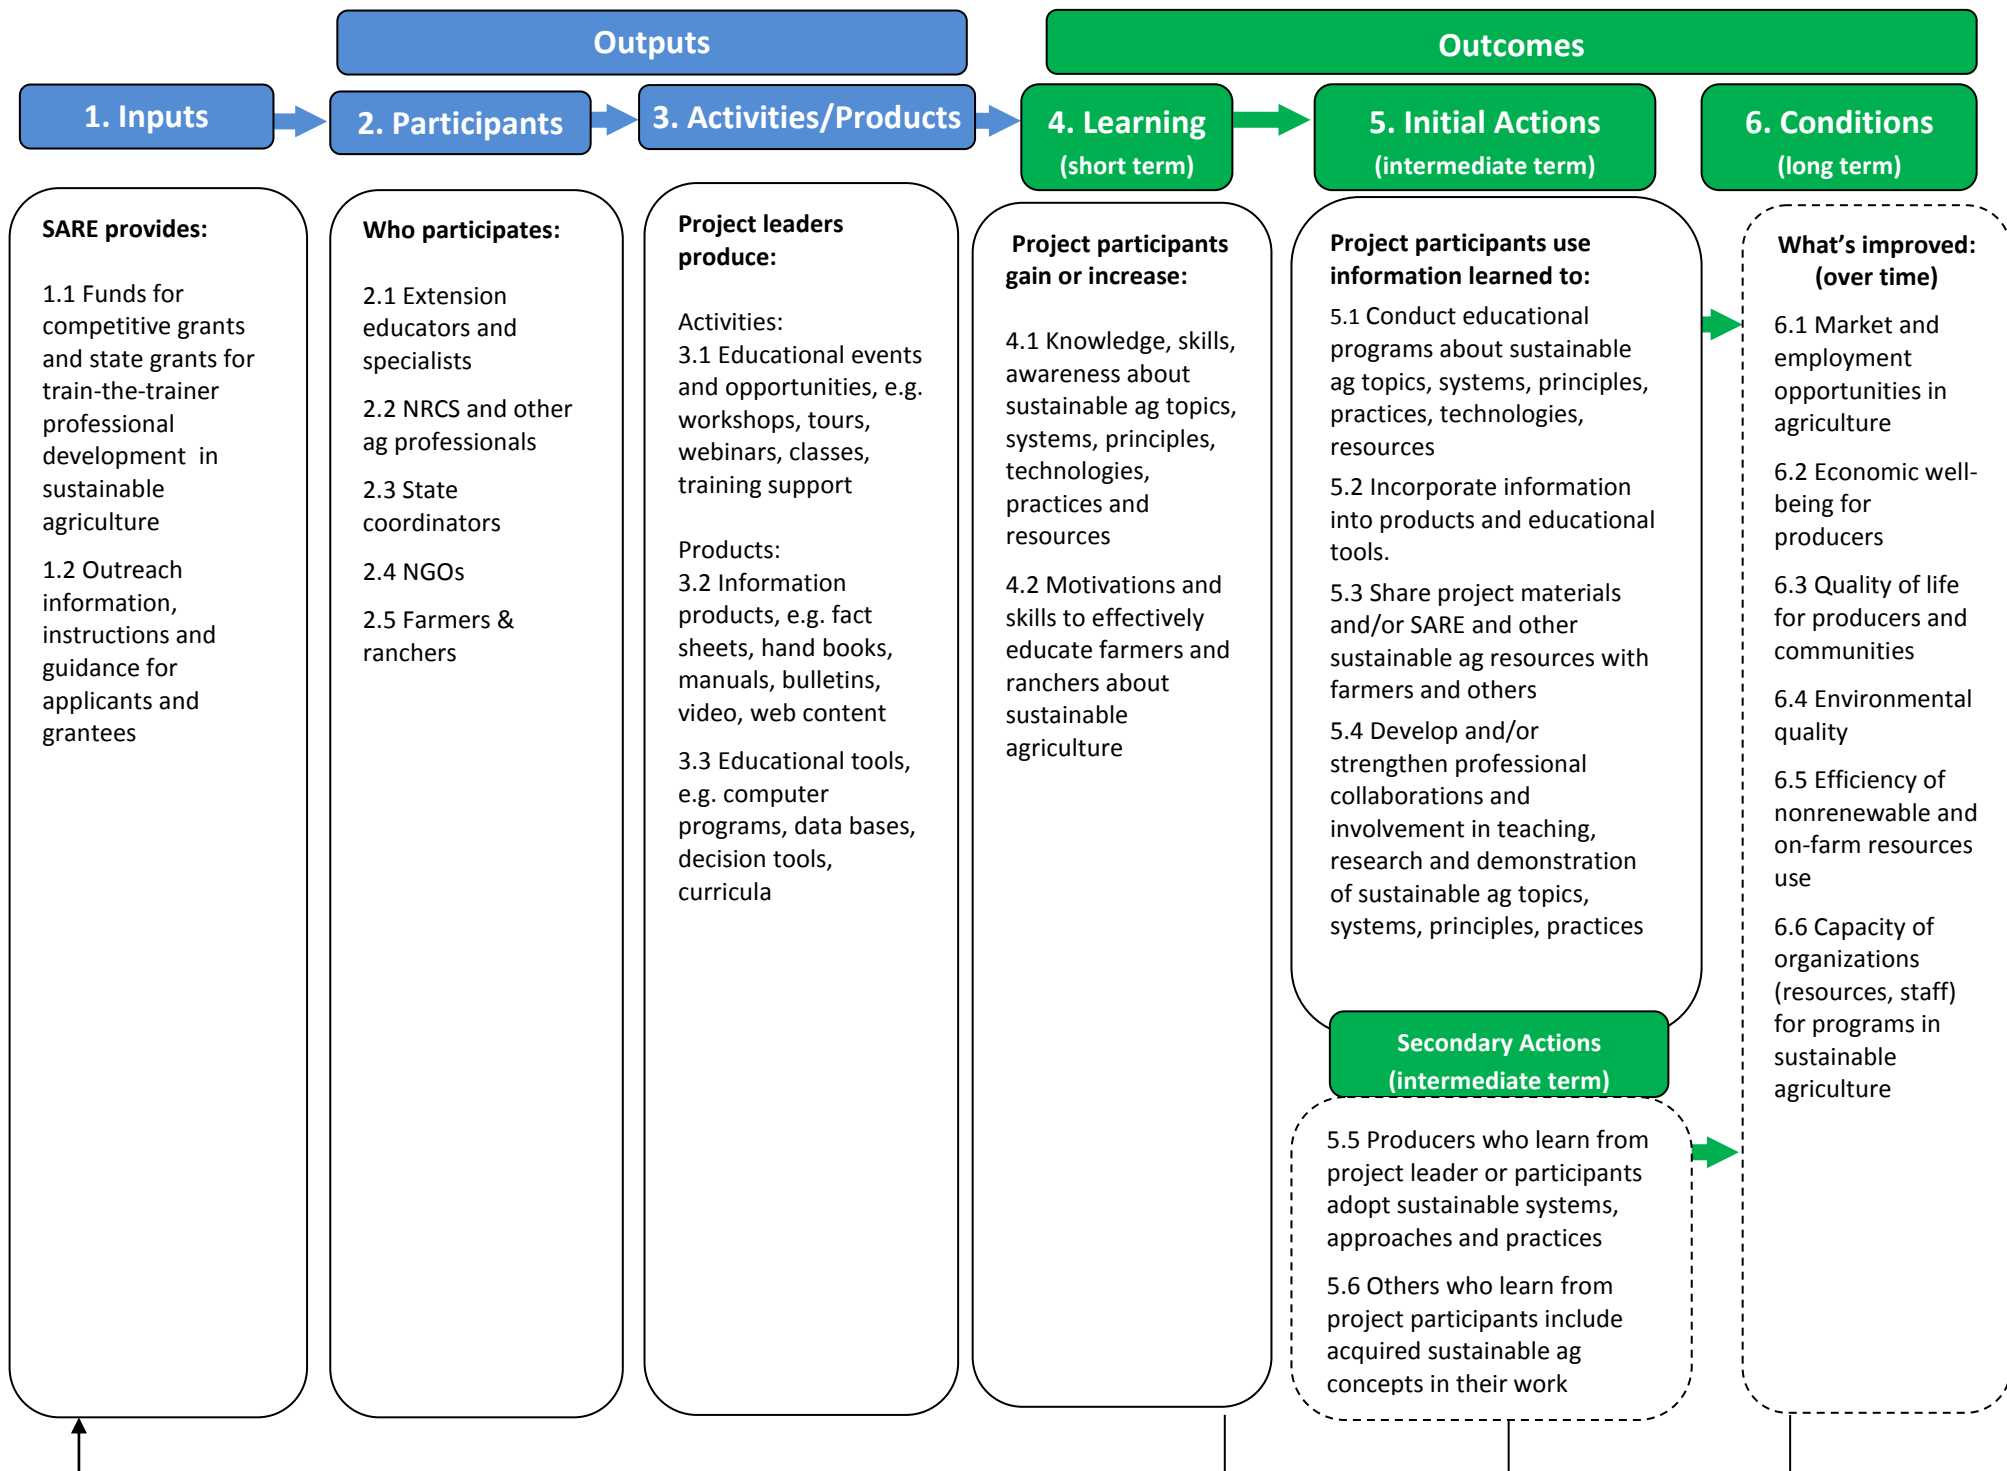 Outputs
Outcomes
1. Inputs
2. Participants
3. Activities/Products
4. Learning
(short term)
5. Initial Actions
(intermediate term)
6. Conditions
(long term)
SARE provides:
1.1 Funds for
competitive grants
and state grants for
train-the-trainer
professional
development in
sustainable
agriculture
1.2 Outreach
information,
instructions and
guidance for
applicants and
grantees
Who participates:
2.1 Extension
educators and
specialists
2.2 NRCS and other
ag professionals
2.3 State
coordinators
2.4 NGOs
2.5 Farmers &
ranchers
Project leaders
produce:
Activities:
3.1 Educational events
and opportunities, e.g.
workshops, tours,
webinars, classes,
training support
Products:
3.2 Information
products, e.g. fact
sheets, hand books,
manuals, bulletins,
video, web content
3.3 Educational tools,
e.g. computer
programs, data bases,
decision tools,
curricula
Project participants
gain or increase:
4.1 Knowledge, skills,
awareness about
sustainable ag topics,
systems, principles,
technologies,
practices and
resources
4.2 Motivations and
skills to effectively
educate farmers and
ranchers about
sustainable
agriculture
Project participants use
information learned to:
5.1 Conduct educational
programs about sustainable
ag topics, systems, principles,
practices, technologies,
resources
5.2 Incorporate information
into products and educational
tools.
5.3 Share project materials
and/or SARE and other
sustainable ag resources with
farmers and others
5.4 Develop and/or
strengthen professional
collaborations and
involvement in teaching,
research and demonstration
of sustainable ag topics,
systems, principles, practices
Secondary Actions
(intermediate term)
5.5 Producers who learn from
project leader or participants
adopt sustainable systems,
approaches and practices
5.6 Others who learn from
project participants include
acquired sustainable ag
concepts in their work
What's improved:
(over time)
6.1 Market and
employment
opportunities in
agriculture
6.2 Economic well-
being for
producers
6.3 Quality of life
for producers and
communities
6.4 Environmental
quality
6.5 Efficiency of
nonrenewable and
on-farm resources
use
6.6 Capacity of
organizations
(resources, staff)
for programs in
sustainable
agriculture